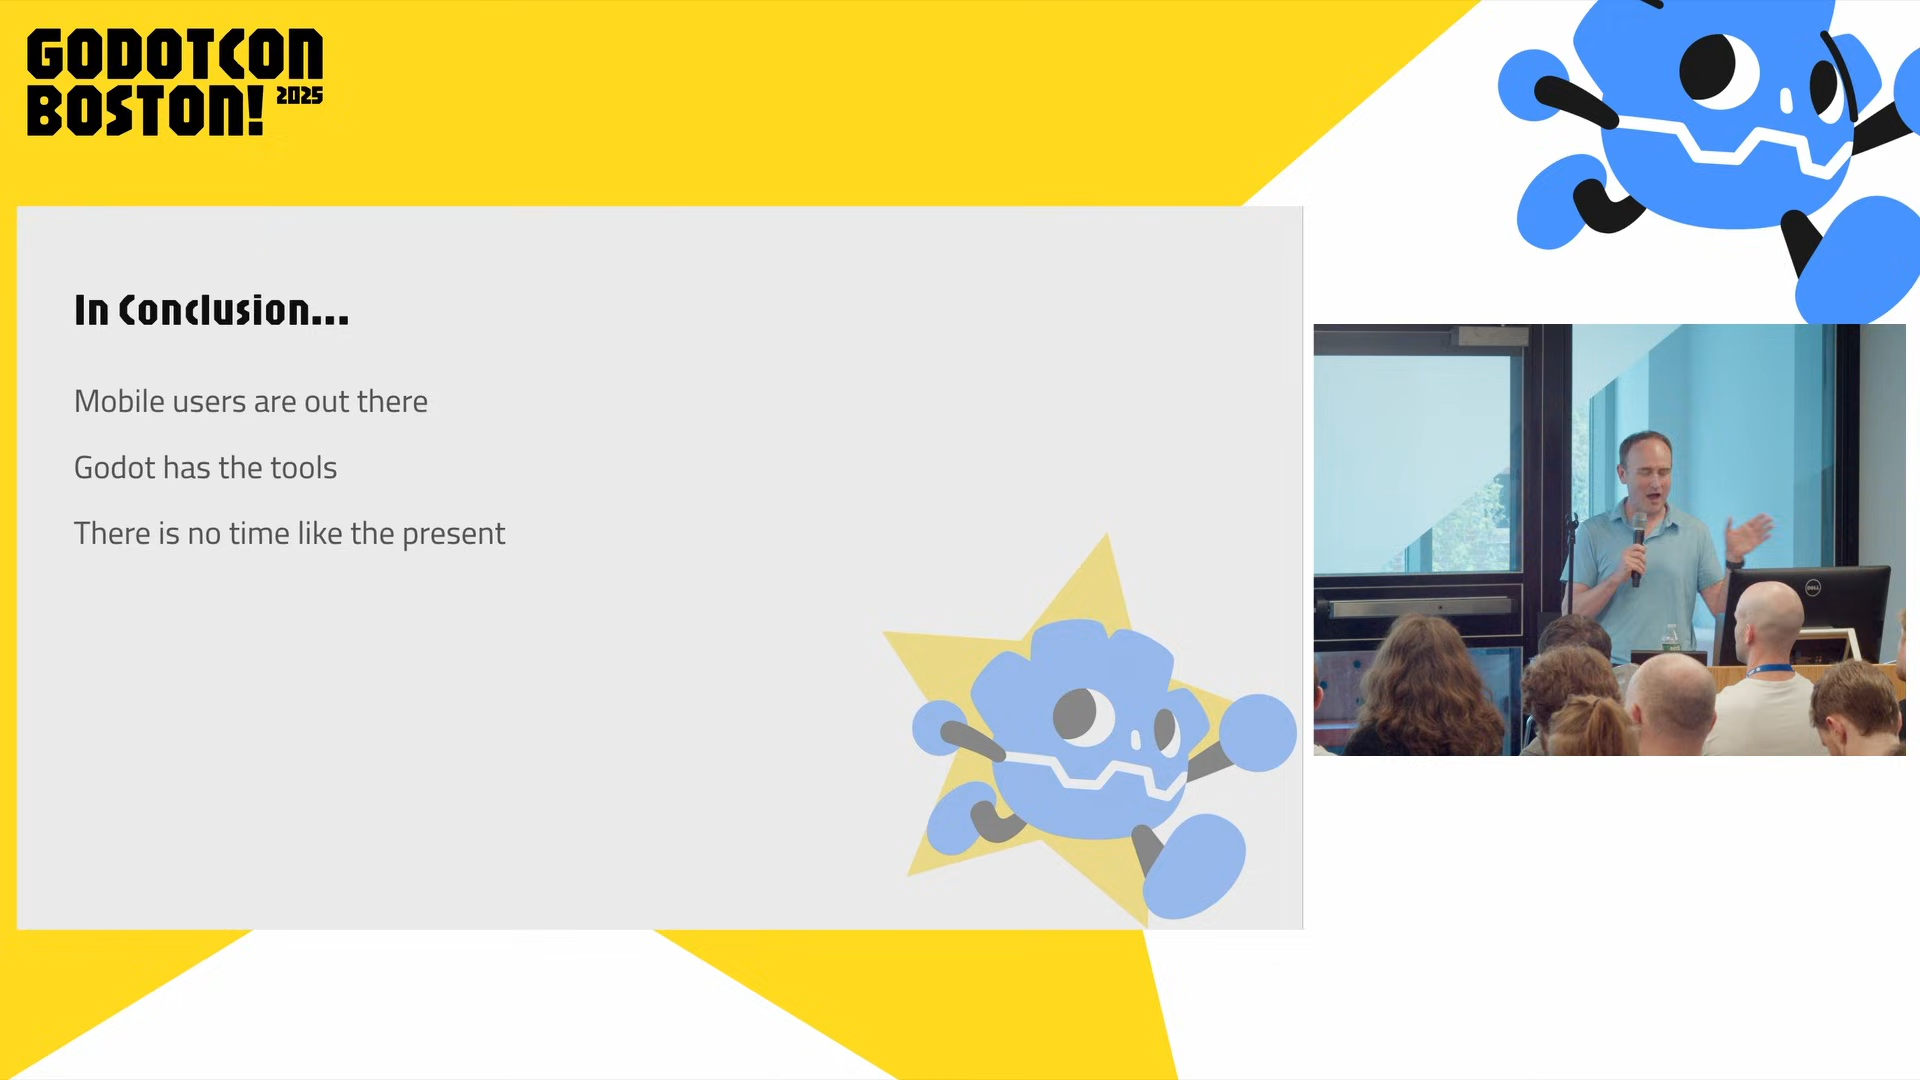 GODOTCON
BOSTON! 2025
In Conclusion...
Mobile users are out there
Godot has the tools
There is no time like the present
DELL